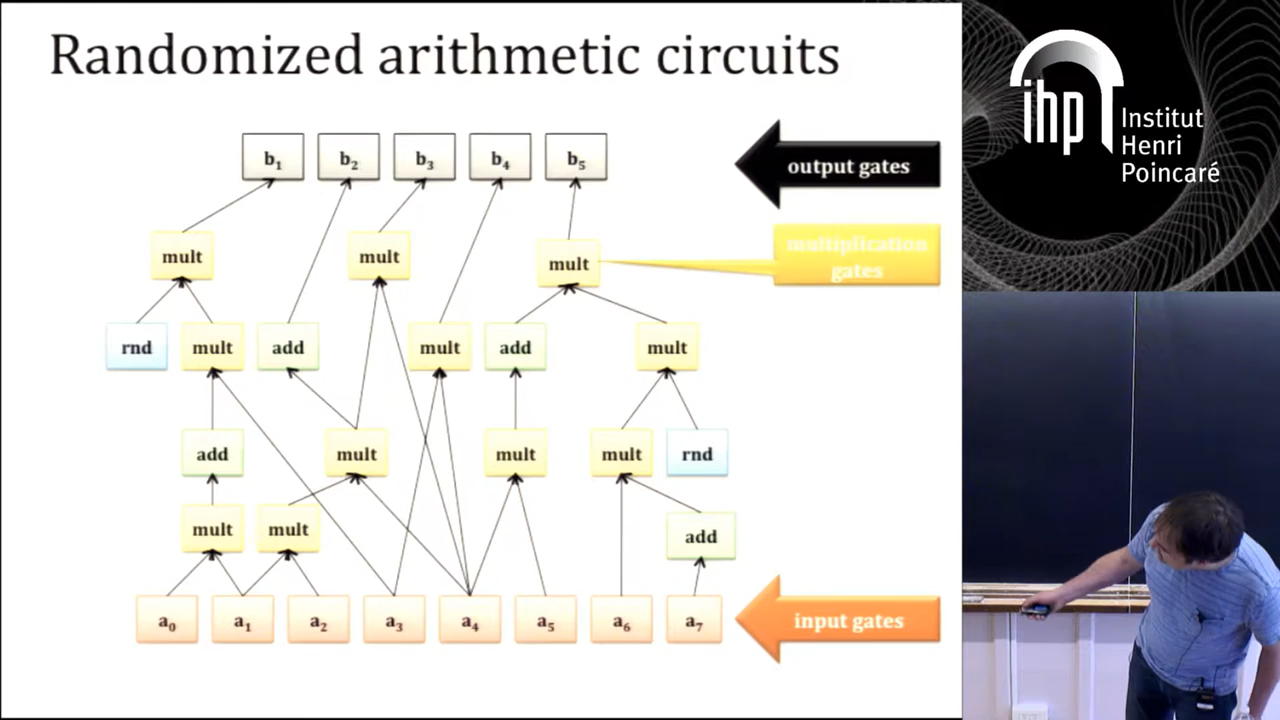 Randomized arithmetic circuits
ihp
Institut
Henri
Poincaré
b₁ b₂ b₃ b₄ b₅
output gates
mult mult mult
multiplication
gates
rnd mult add mult add mult
add mult mult mult rnd
mult mult add
a₀ a₁ a₂ a₃ a₄ a₅ a₆ a₇
input gates